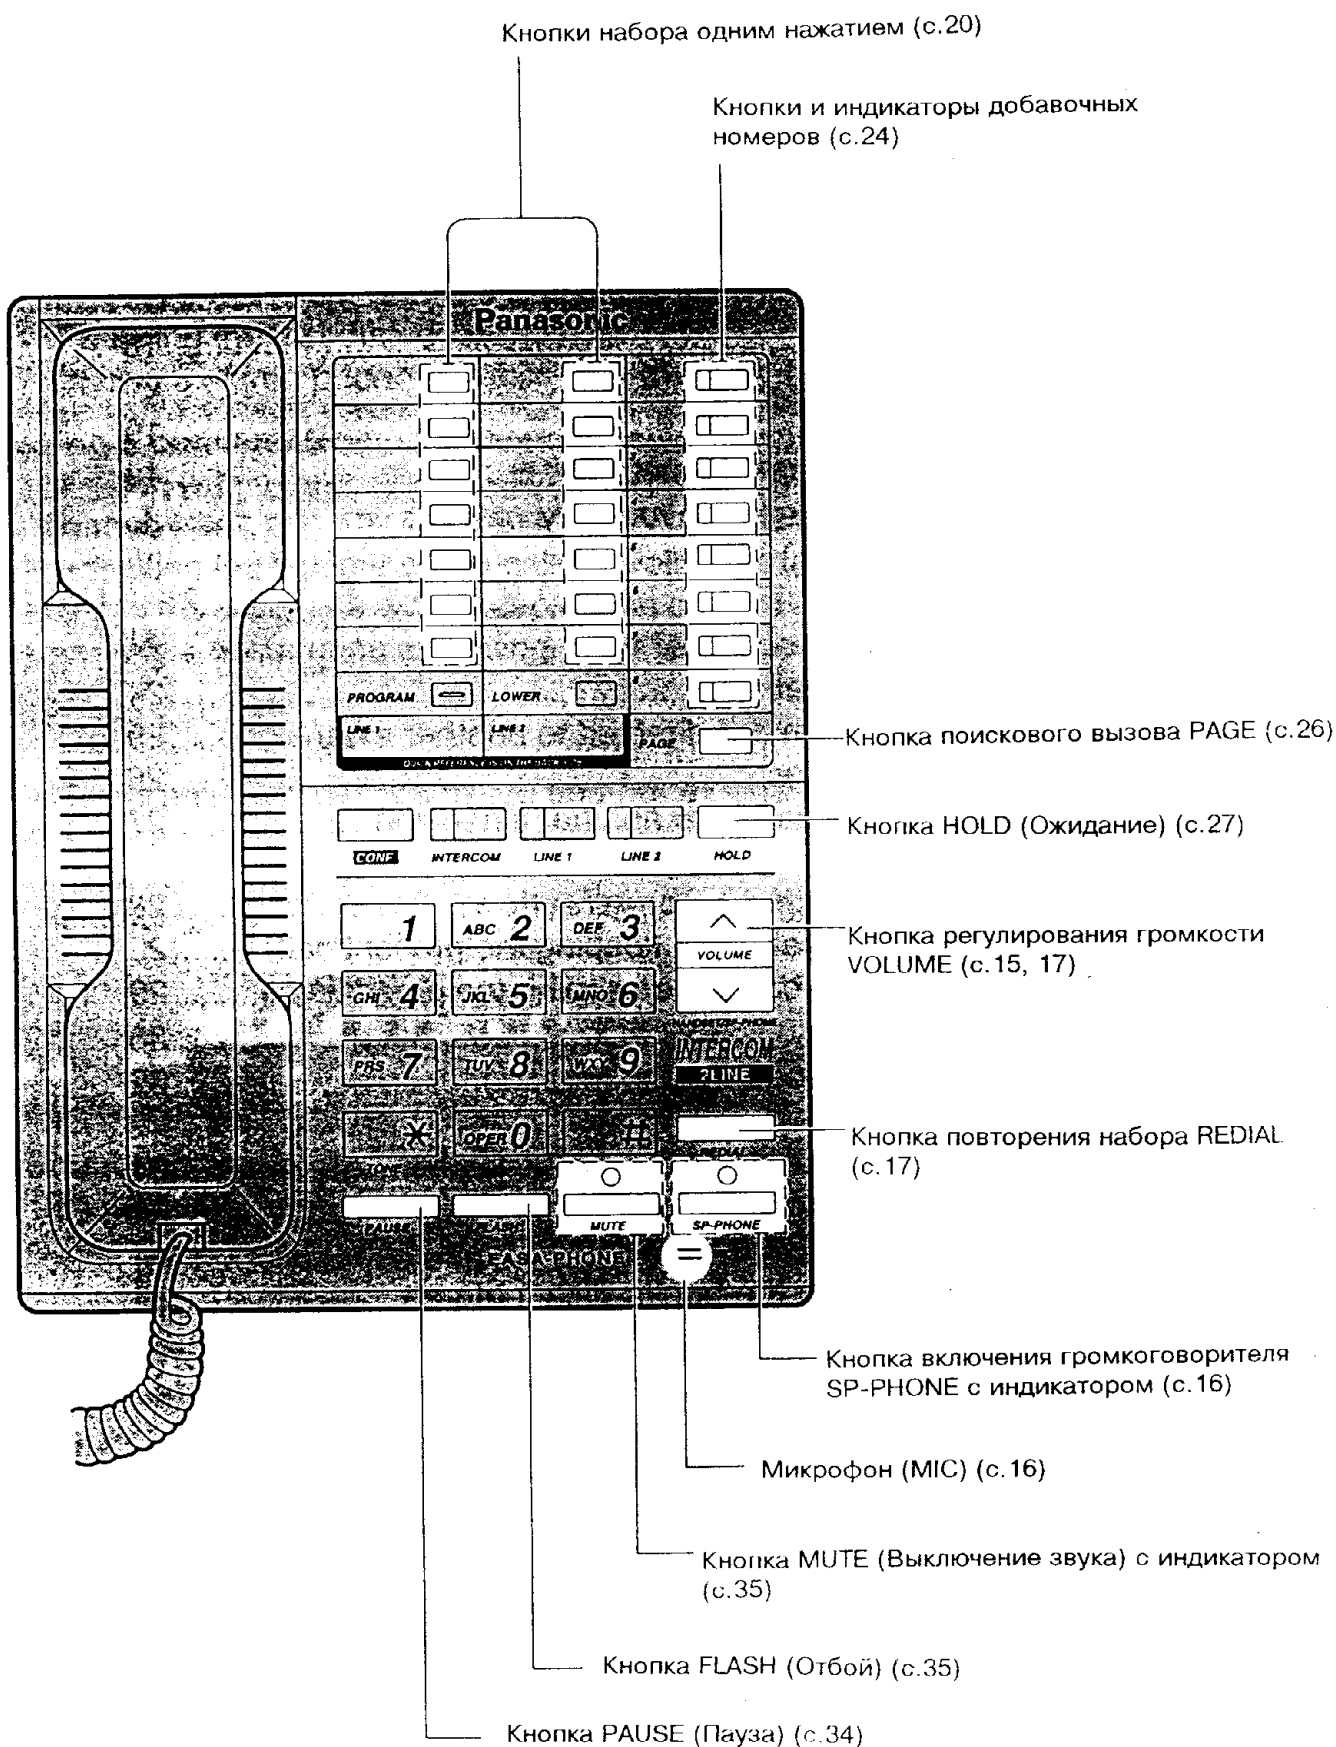 Кнопки набора одним нажатием (с.20)
Кнопки и индикаторы добавочных
номеров (с.24)
Panasonic
PROGRAM
LOWER
LINE 1
LINE 2
PAGE
Кнопка поискового вызова PAGE (с.26)
Кнопка HOLD (Ожидание) (с.27)
CONF
INTERCOM
LINE 1
LINE 2
HOLD
1
ABC 2
DEF 3
VOLUME
Кнопка регулирования громкости
VOLUME (с.15, 17)
GHI 4
JKL 5
MNO 6
PRS 7
TUV 8
WXY 9
INTERCOM
2LINE
*
OPER 0
#
TONE
REDIAL
Кнопка повторения набора REDIAL
(с.17)
PAUSE
FLASH
MUTE
SP-PHONE
EASA-PHONE
Кнопка включения громкоговорителя
SP-PHONE с индикатором (с.16)
Микрофон (MIC) (с.16)
Кнопка MUTE (Выключение звука) с индикатором
(с.35)
Кнопка FLASH (Отбой) (с.35)
Кнопка PAUSE (Пауза) (с.34)